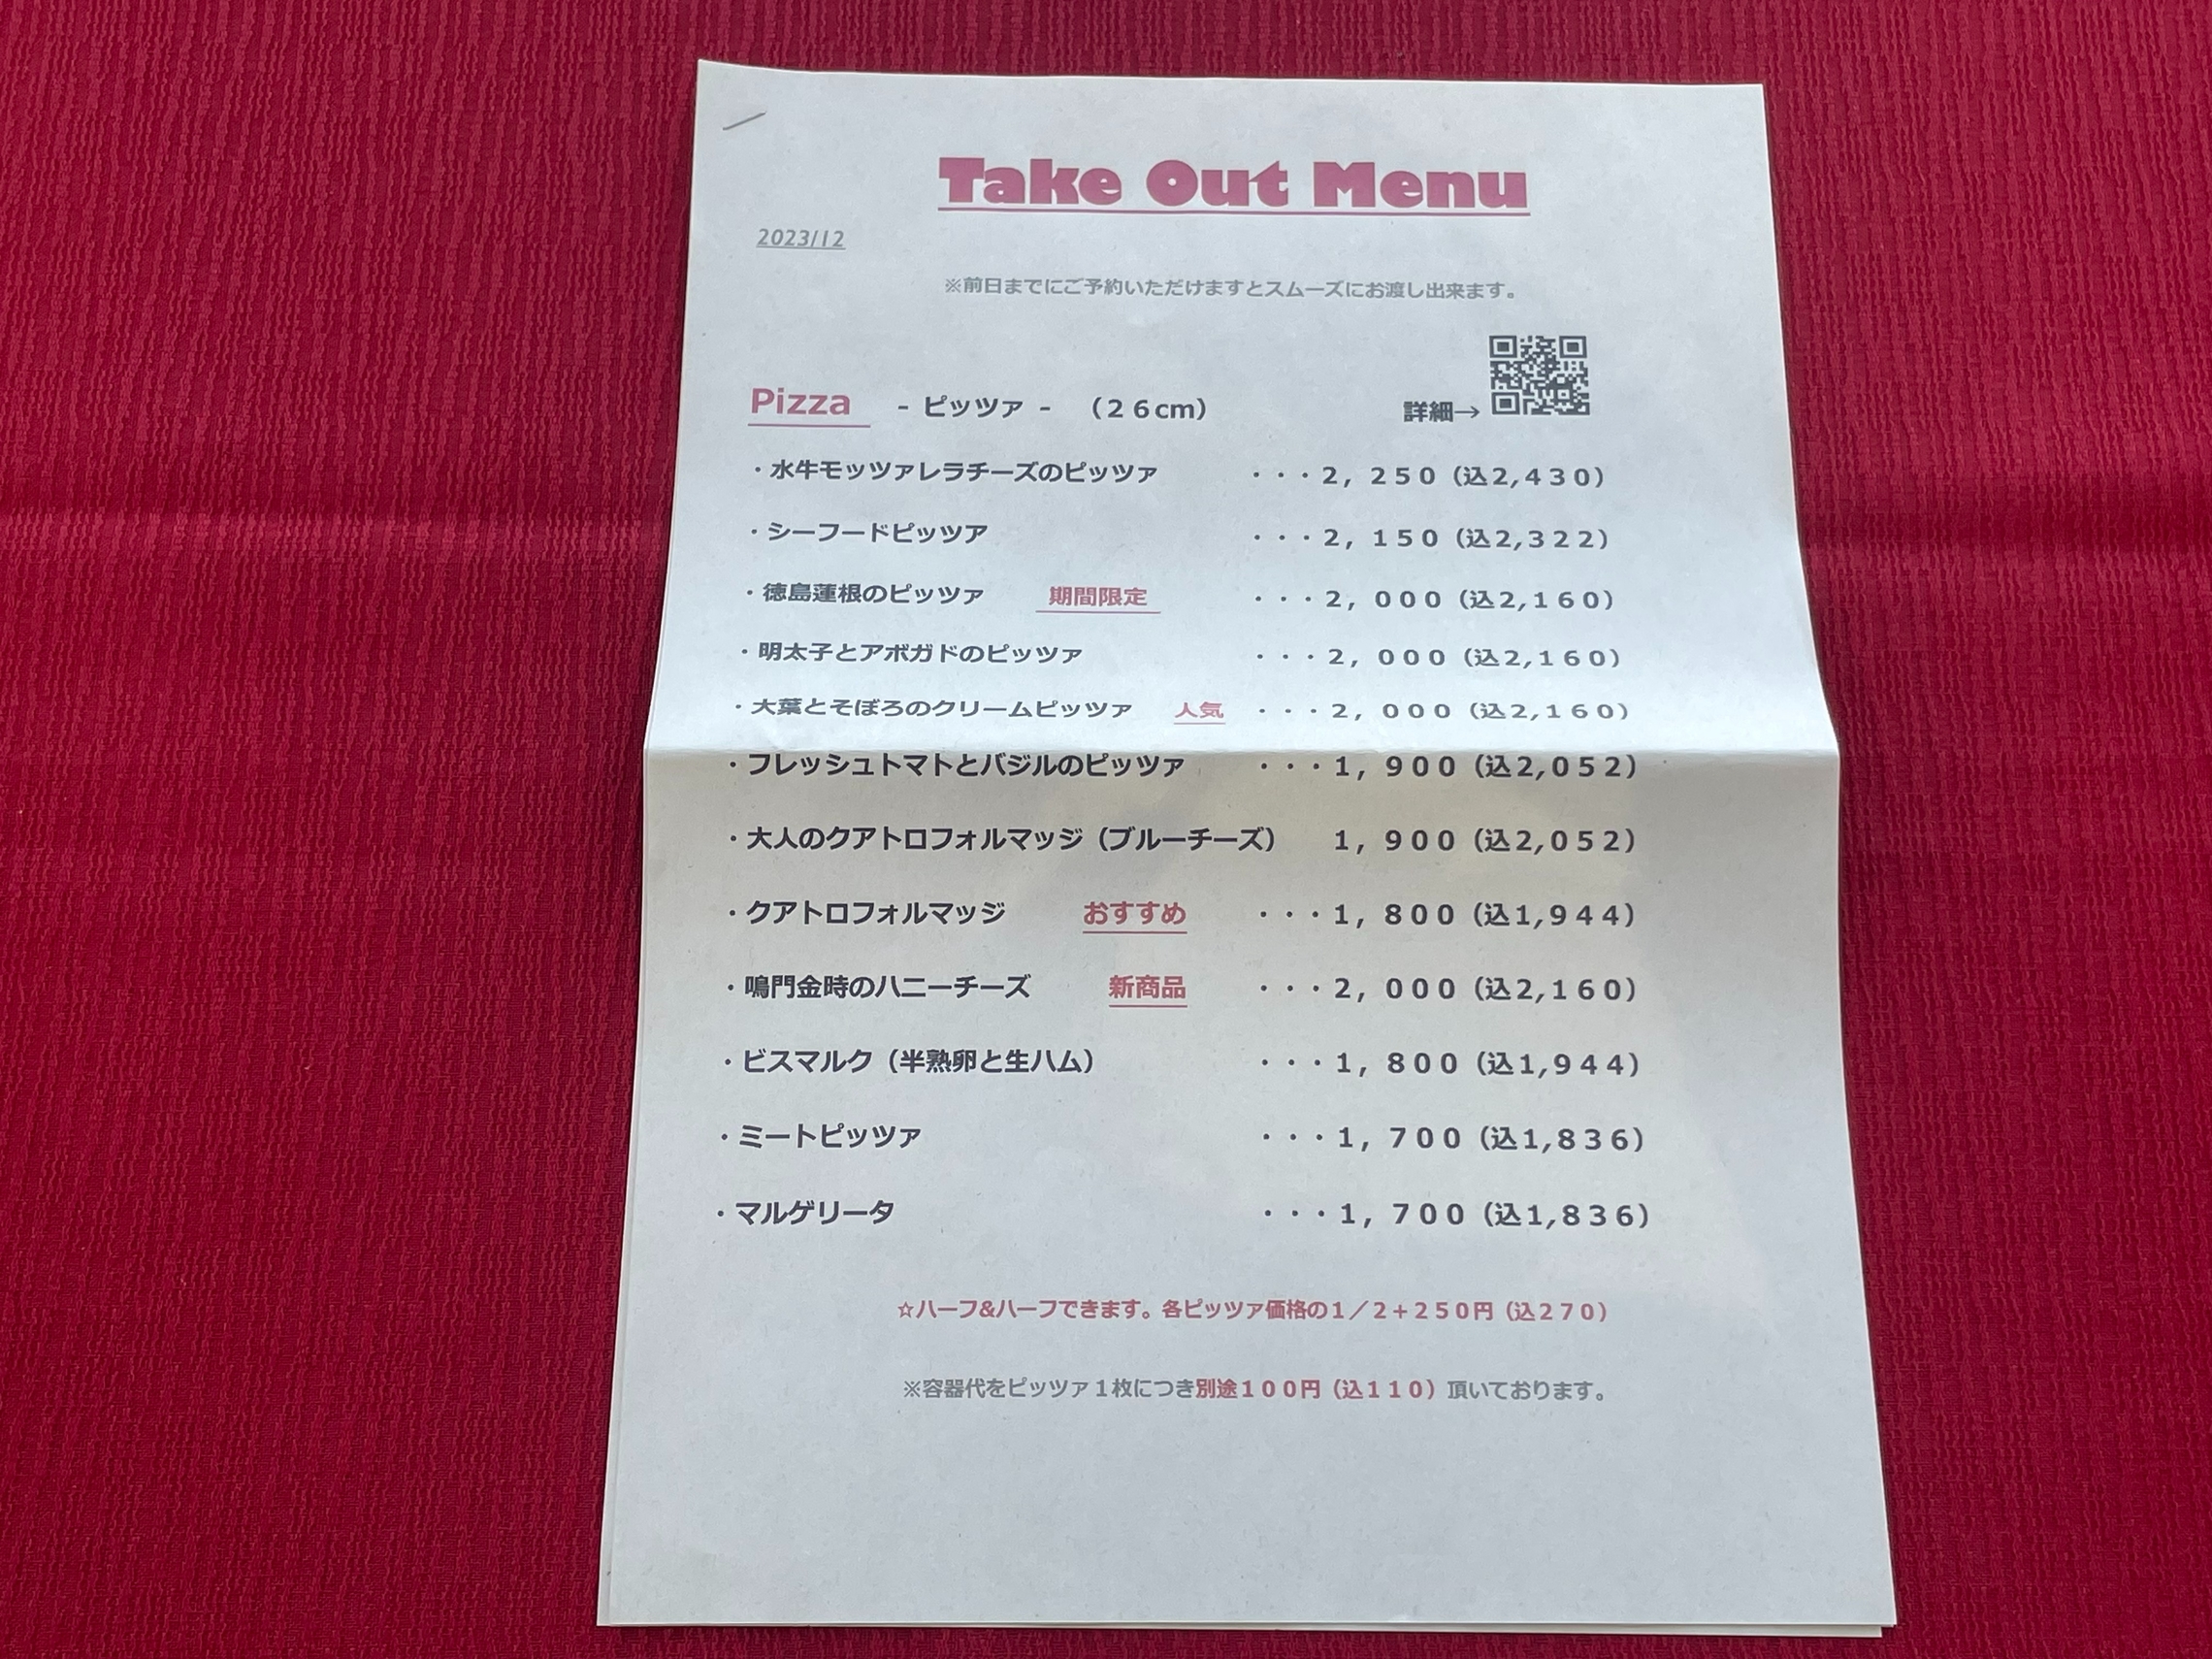 Take Out Menu
2023/12
※前日までにご予約いただけますとスムーズにお渡し出来ます。
Pizza - ピッツァ - （２６cm） 詳細→
・水牛モッツァレラチーズのピッツァ ・・・２，２５０（込２,４３０）
・シーフードピッツア ・・・２，１５０（込２,３２２）
・徳島蓮根のピッツァ 期間限定 ・・・２，０００（込２,１６０）
・明太子とアボガドのピッツァ ・・・２，０００（込２,１６０）
・大葉とそぼろのクリームピッツァ 人気 ・・・２，０００（込２,１６０）
・フレッシュトマトとバジルのピッツァ ・・・１，９００（込２,０５２）
・大人のクアトロフォルマッジ（ブルーチーズ） １，９００（込２,０５２）
・クアトロフォルマッジ おすすめ ・・・１，８００（込１,９４４）
・鳴門金時のハニーチーズ 新商品 ・・・２，０００（込２,１６０）
・ビスマルク（半熟卵と生ハム） ・・・１，８００（込１,９４４）
・ミートピッツァ ・・・１，７００（込１,８３６）
・マルゲリータ ・・・１，７００（込１,８３６）
☆ハーフ&ハーフできます。各ピッツァ価格の１／２＋２５０円（込２７０）
※容器代をピッツァ１枚につき別途１００円（込１１０）頂いております。